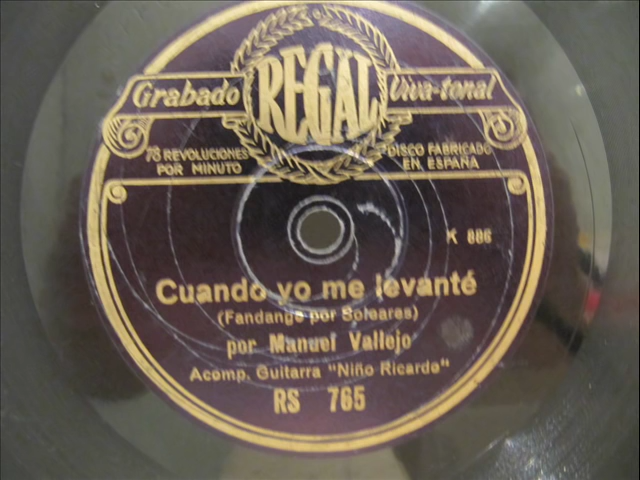 REGAL
Grabado Viva-tonal
78 REVOLUCIONES POR MINUTO
DISCO FABRICADO EN ESPAÑA
K 886
Cuando yo me levanté
(Fandango por Soleares)
por Manuel Vallejo
Acomp. Guitarra "Niño Ricardo"
RS 765